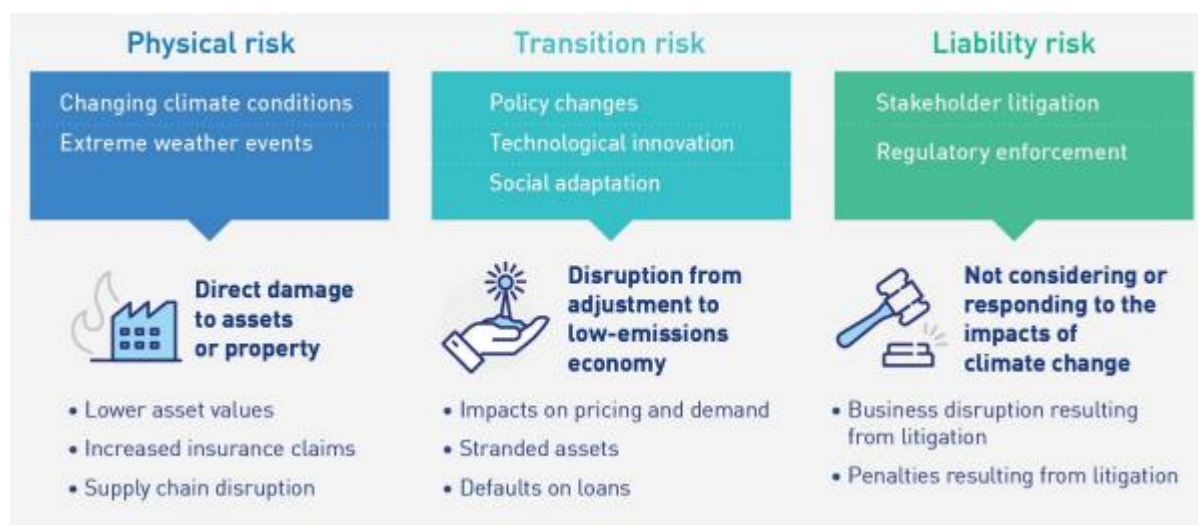 Physical risk
Changing climate conditions
Extreme weather events
Direct damage
to assets
or property
• Lower asset values
• Increased insurance claims
• Supply chain disruption
Transition risk
Policy changes
Technological innovation
Social adaptation
Disruption from
adjustment to
low-emissions
economy
• Impacts on pricing and demand
• Stranded assets
• Defaults on loans
Liability risk
Stakeholder litigation
Regulatory enforcement
Not considering or
responding to the
impacts of
climate change
• Business disruption resulting
from litigation
• Penalties resulting from litigation